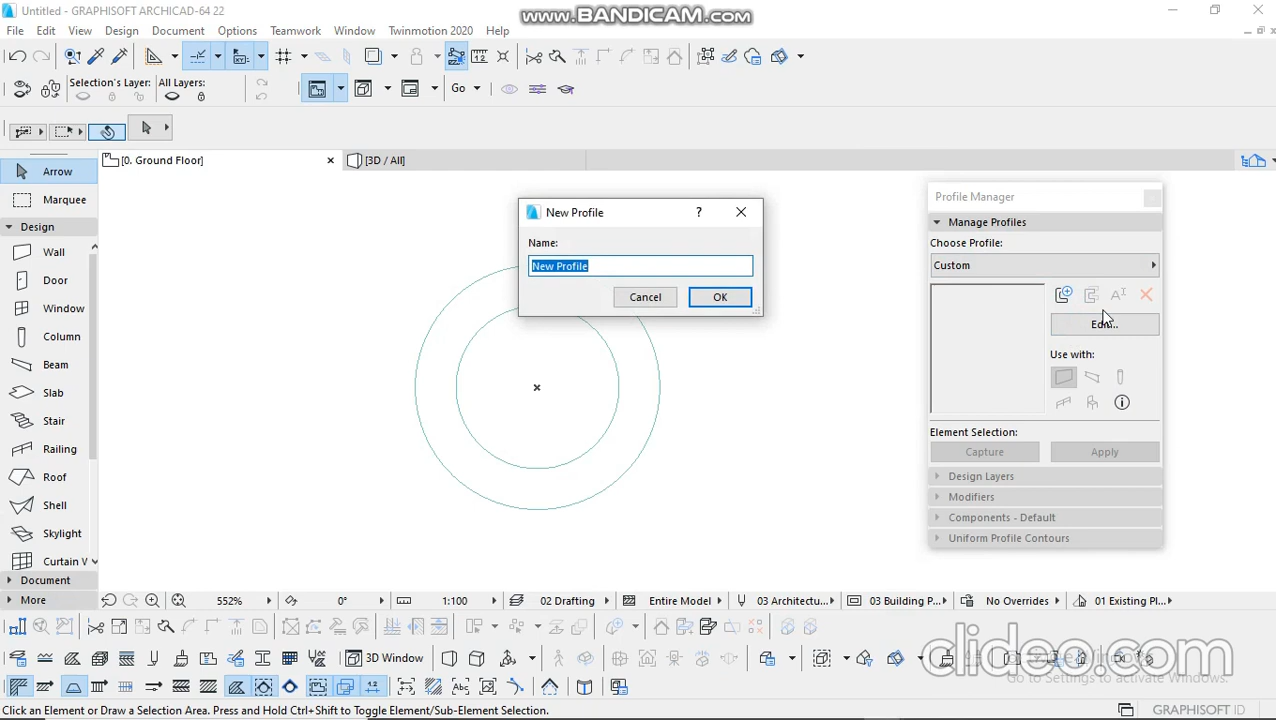 Untitled - GRAPHISOFT ARCHICAD-64 22
www.BANDICAM.com
File Edit View Design Document Options Teamwork Window Twinmotion 2020 Help
Selection's Layer: All Layers:
Go
[0. Ground Floor]
[3D / All]
Arrow
Marquee
Design
Wall
Door
Window
Column
Beam
Slab
Stair
Railing
Roof
Shell
Skylight
Curtain V
Document
More
New Profile
?
Name:
New Profile
Cancel OK
Profile Manager
Manage Profiles
Choose Profile:
Custom
Edit...
Use with:
Element Selection:
Capture Apply
Design Layers
Modifiers
Components - Default
Uniform Profile Contours
552% 0° 1:100 02 Drafting Entire Model 03 Architectu... 03 Building P... No Overrides 01 Existing Pl...
3D Window
clideo.com
Go to Settings to activate Windows.
Click an Element or Draw a Selection Area. Press and Hold Ctrl+Shift to Toggle Element/Sub-Element Selection.
GRAPHISOFT ID